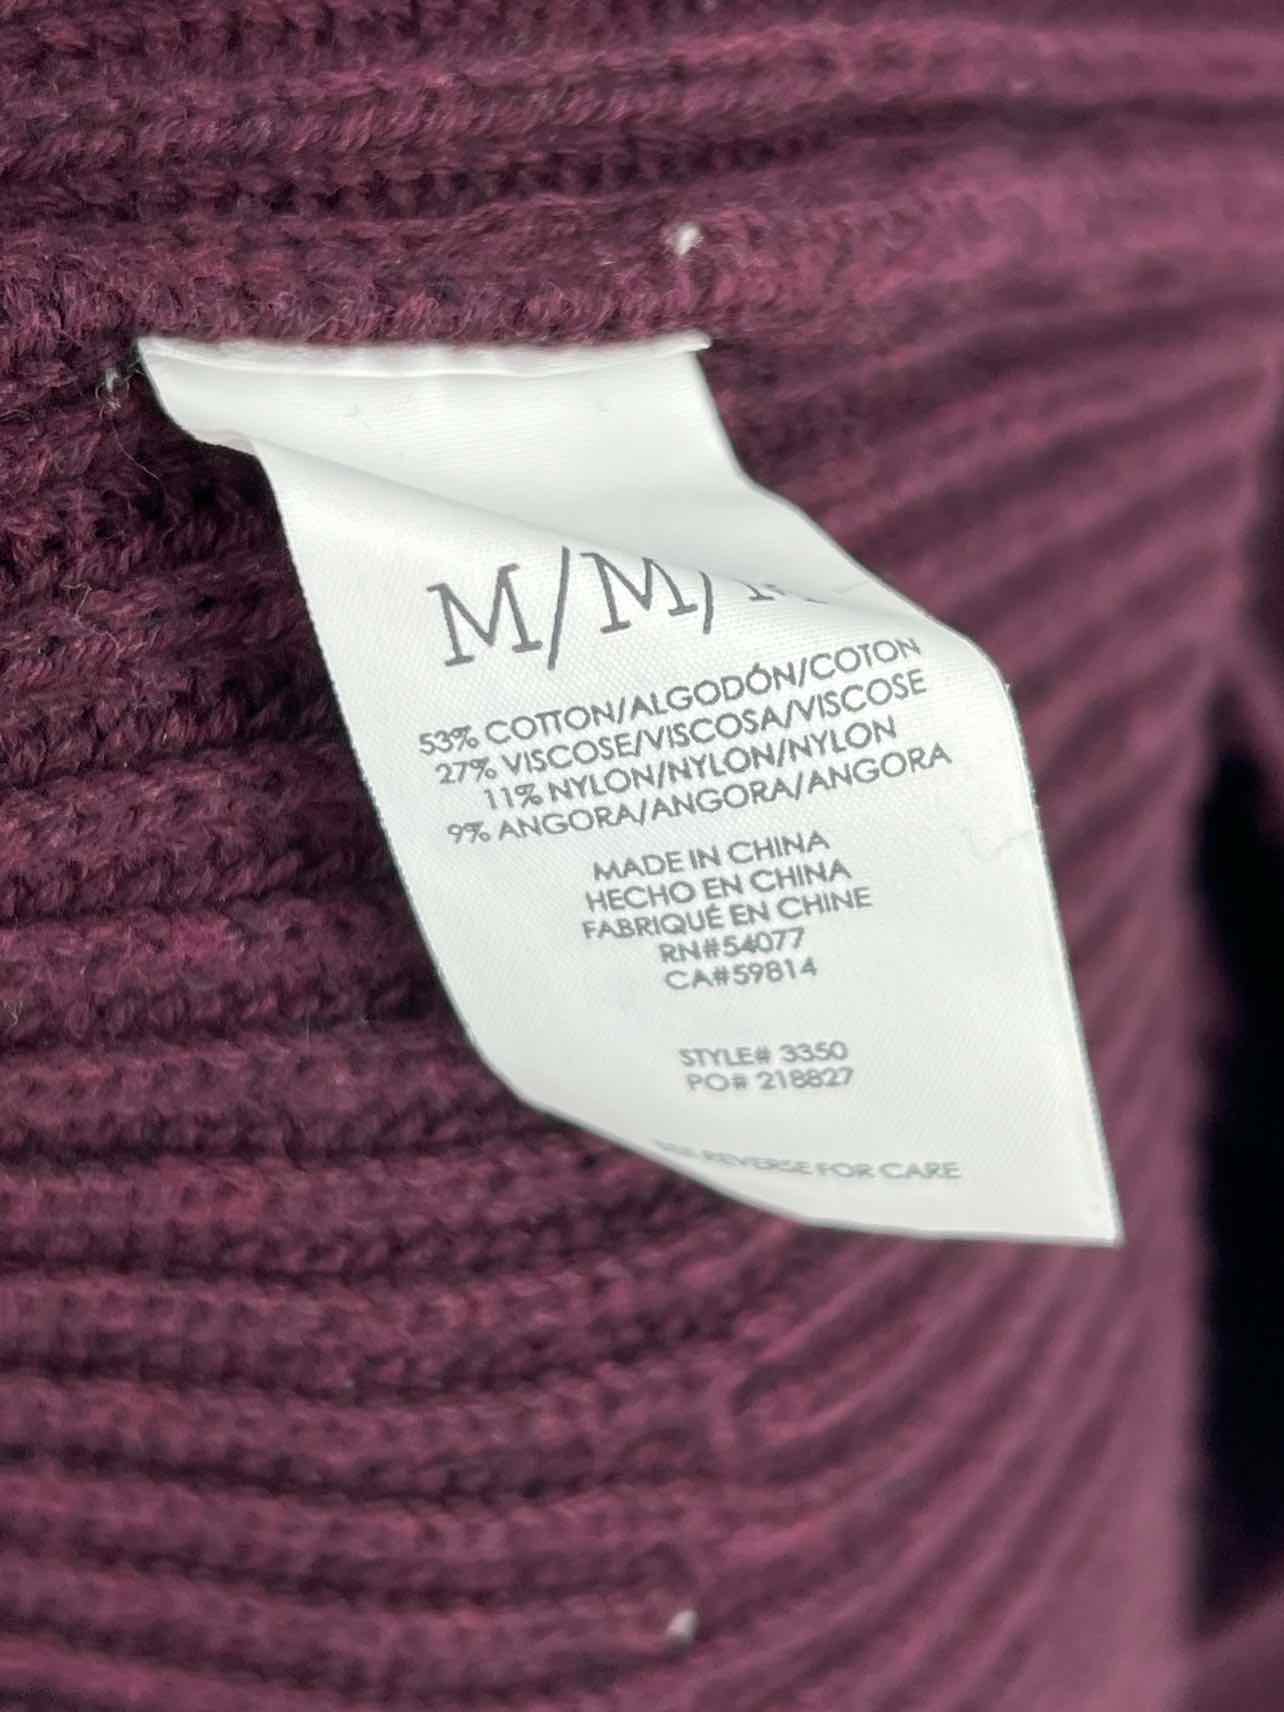 M/M/M
53% COTTON/ALGODÓN/COTON
27% VISCOSE/VISCOSA/VISCOSE
11% NYLON/NYLON/NYLON
9% ANGORA/ANGORA/ANGORA
MADE IN CHINA
HECHO EN CHINA
FABRIQUÉ EN CHINE
RN#54077
CA#59814
STYLE# 3350
PO# 218827
REVERSE FOR CARE